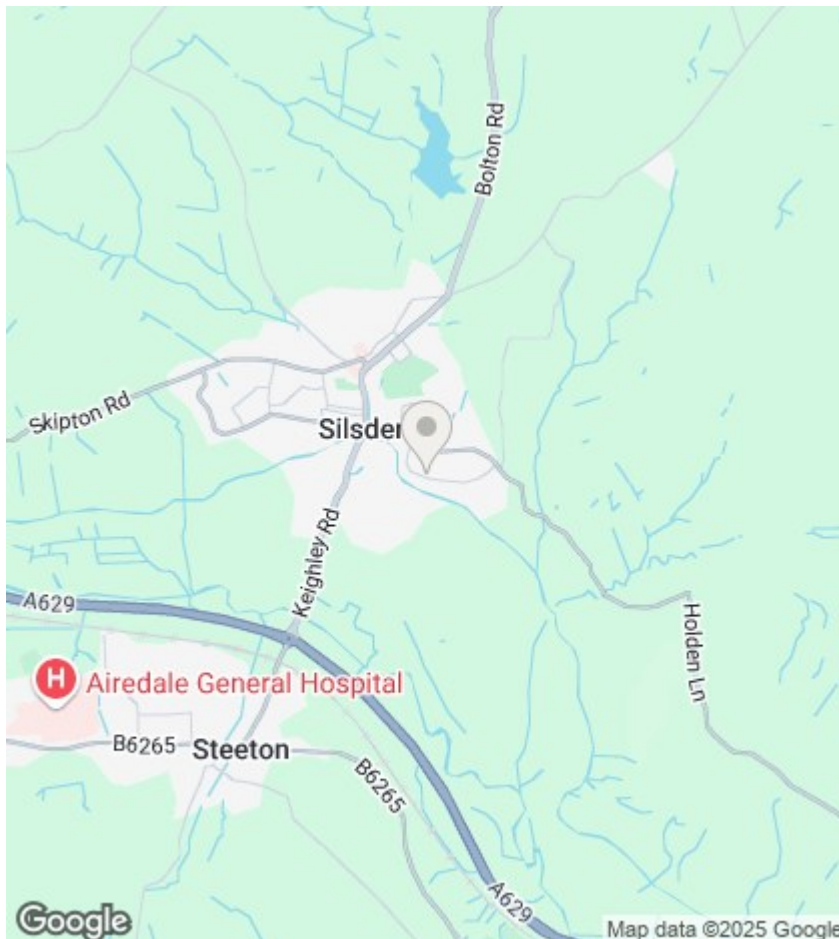 Bolton Rd
Skipton Rd
Silsden
Keighley Rd
A629
Holden Ln
Airedale General Hospital
H
B6265
Steeton
B6265
A629
Google
Map data ©2025 Google